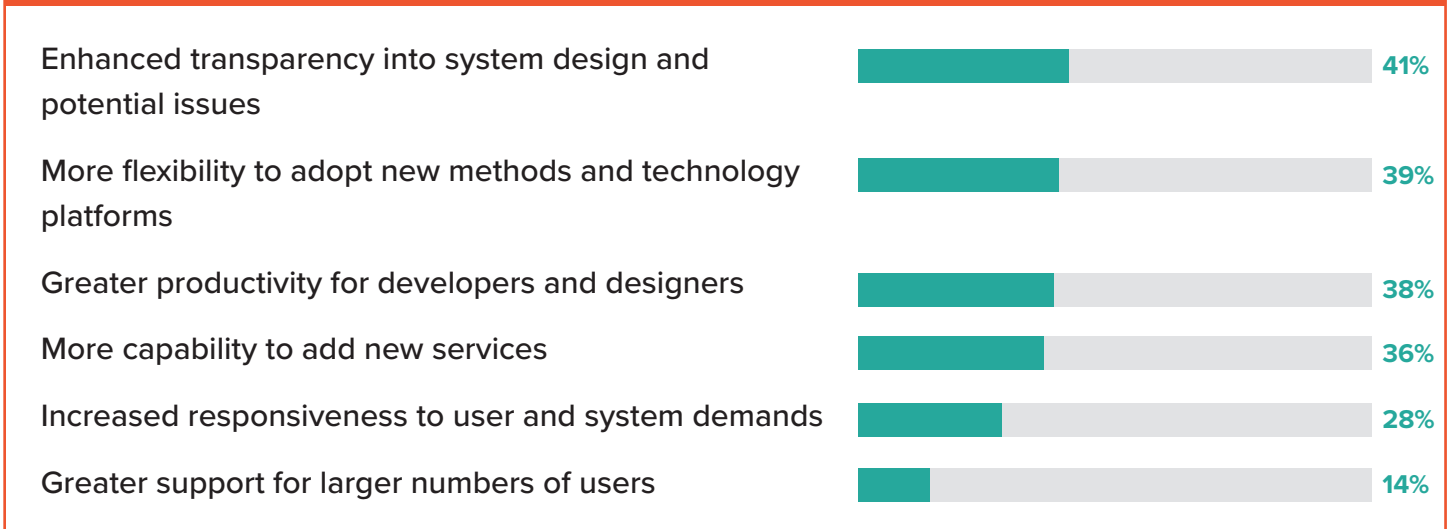 Enhanced transparency into system design and
potential issues
41%
More flexibility to adopt new methods and technology
platforms
39%
Greater productivity for developers and designers
38%
More capability to add new services
36%
Increased responsiveness to user and system demands
28%
Greater support for larger numbers of users
14%